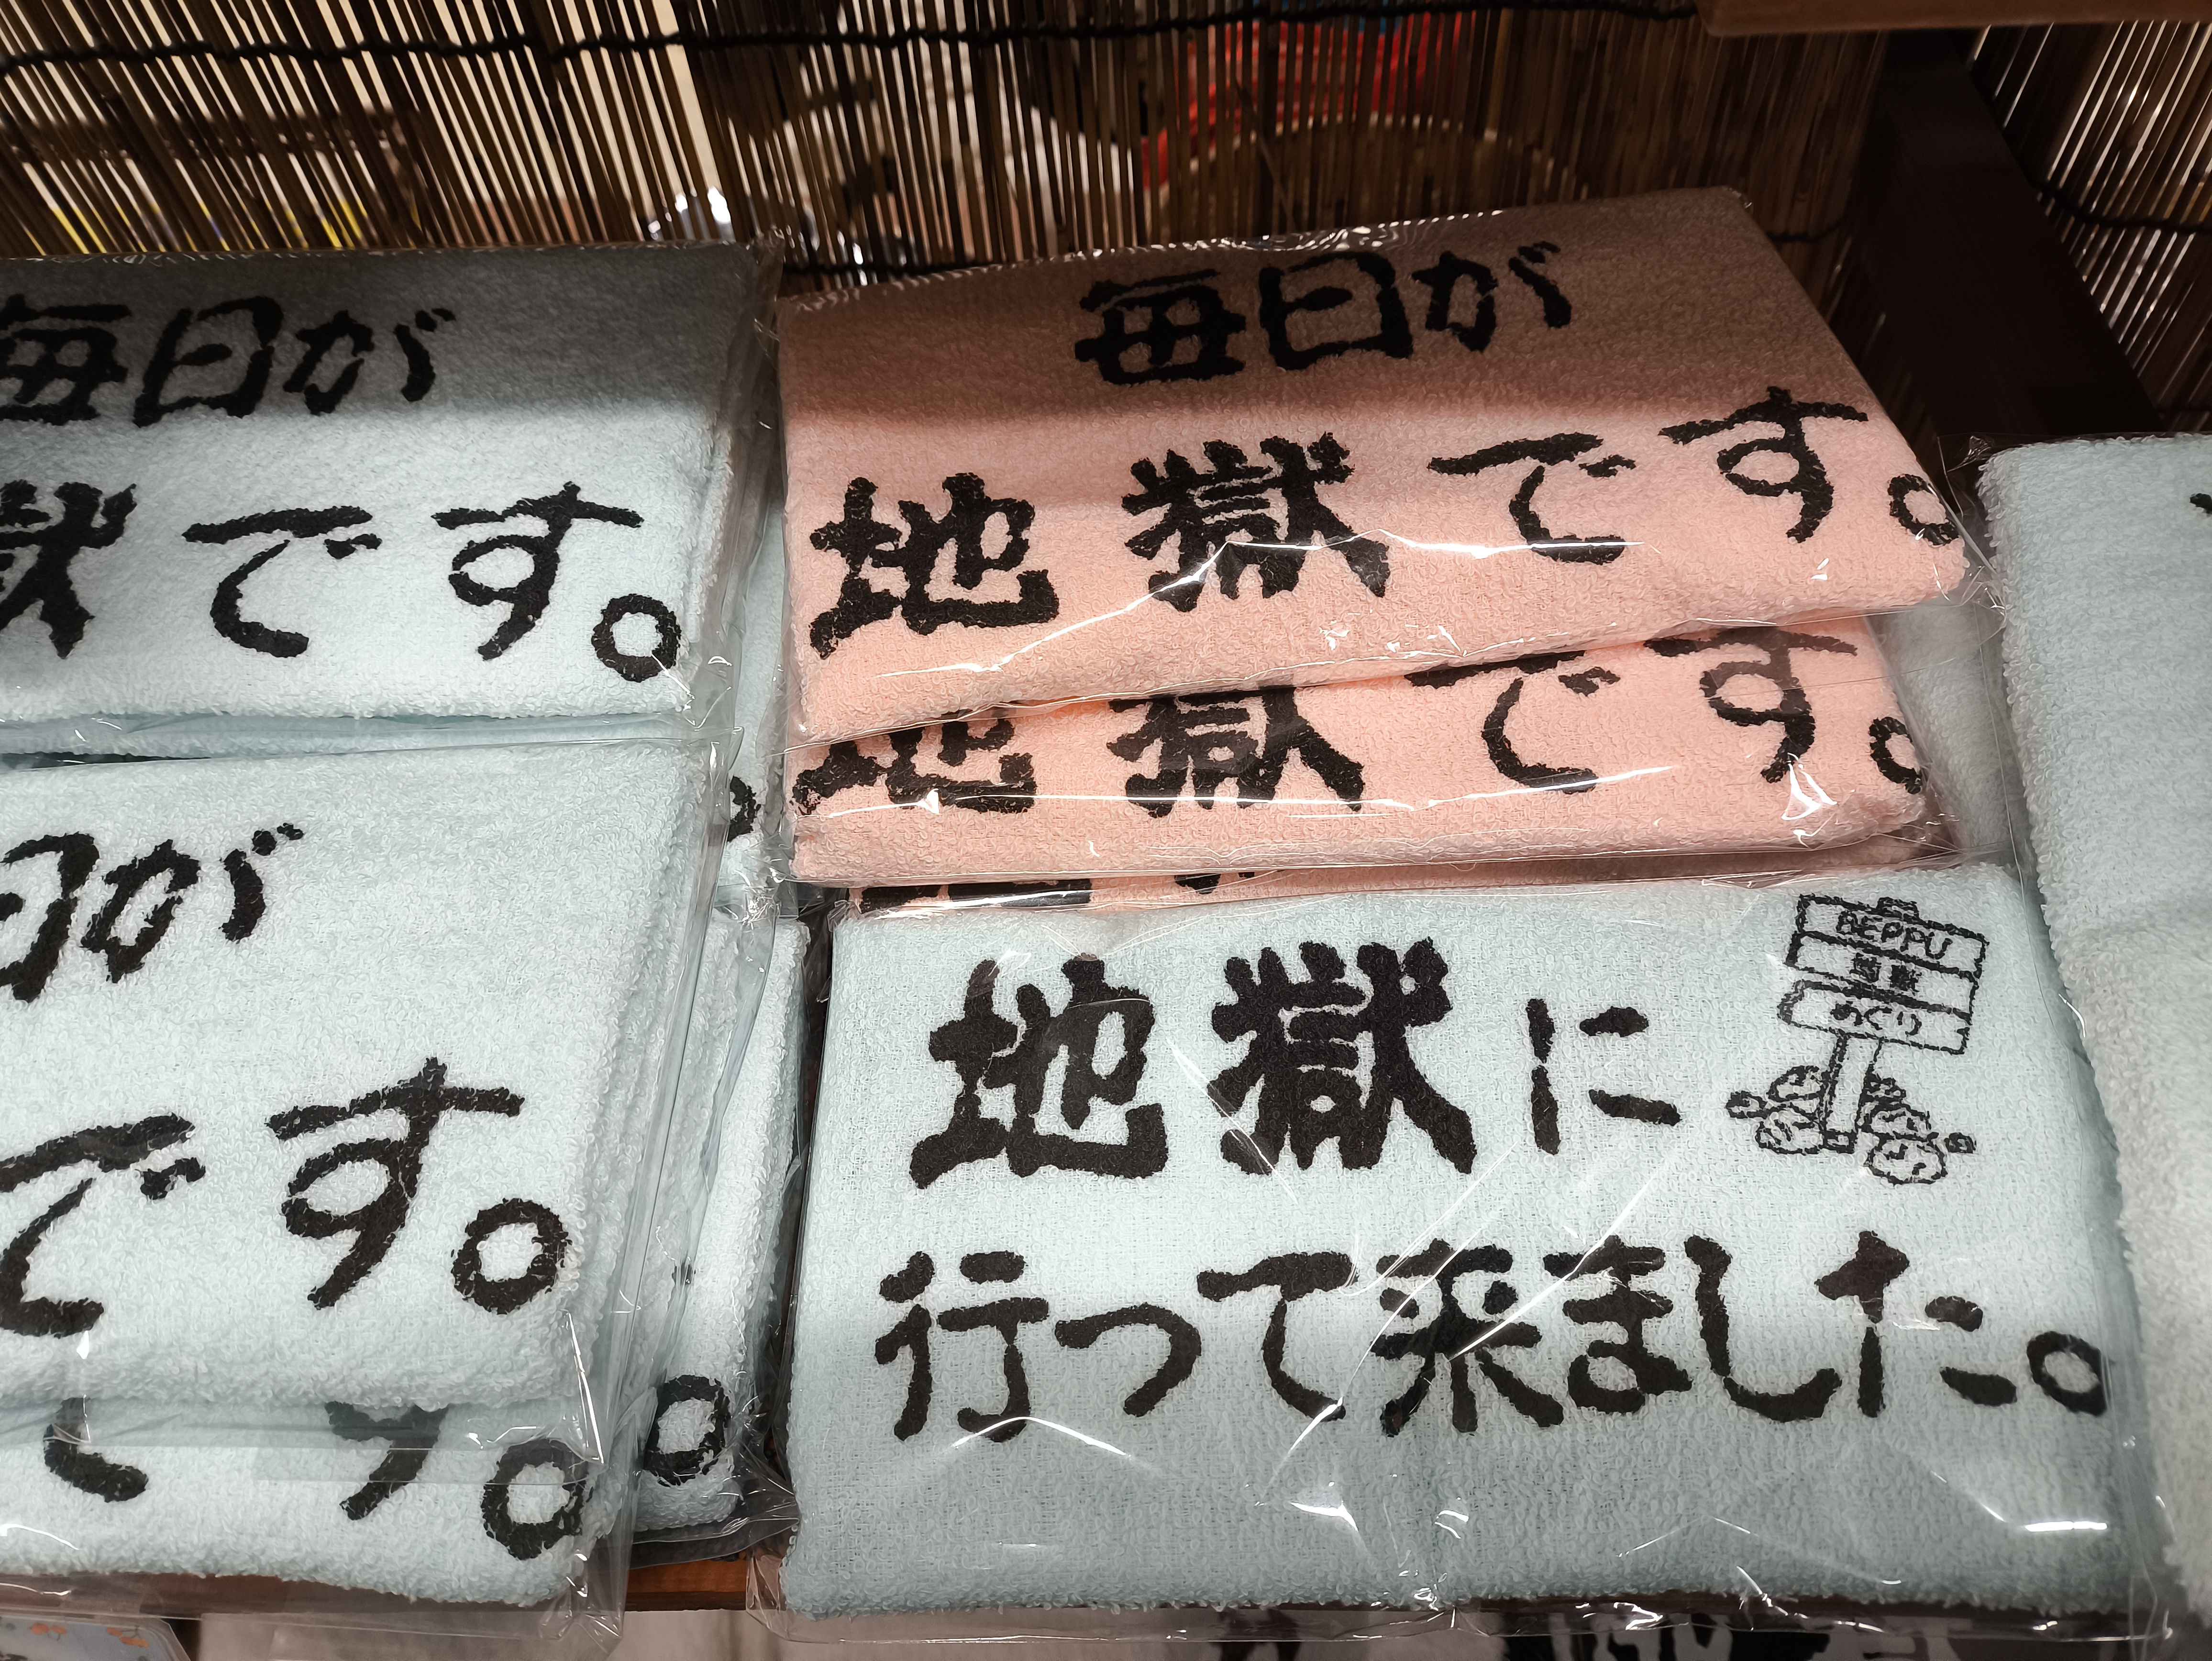 毎日が
獄です。
毎日が
地獄です。
地獄です。
日が
です。
す。
地獄に
行って来ました。
BEPPU
地獄
めぐり